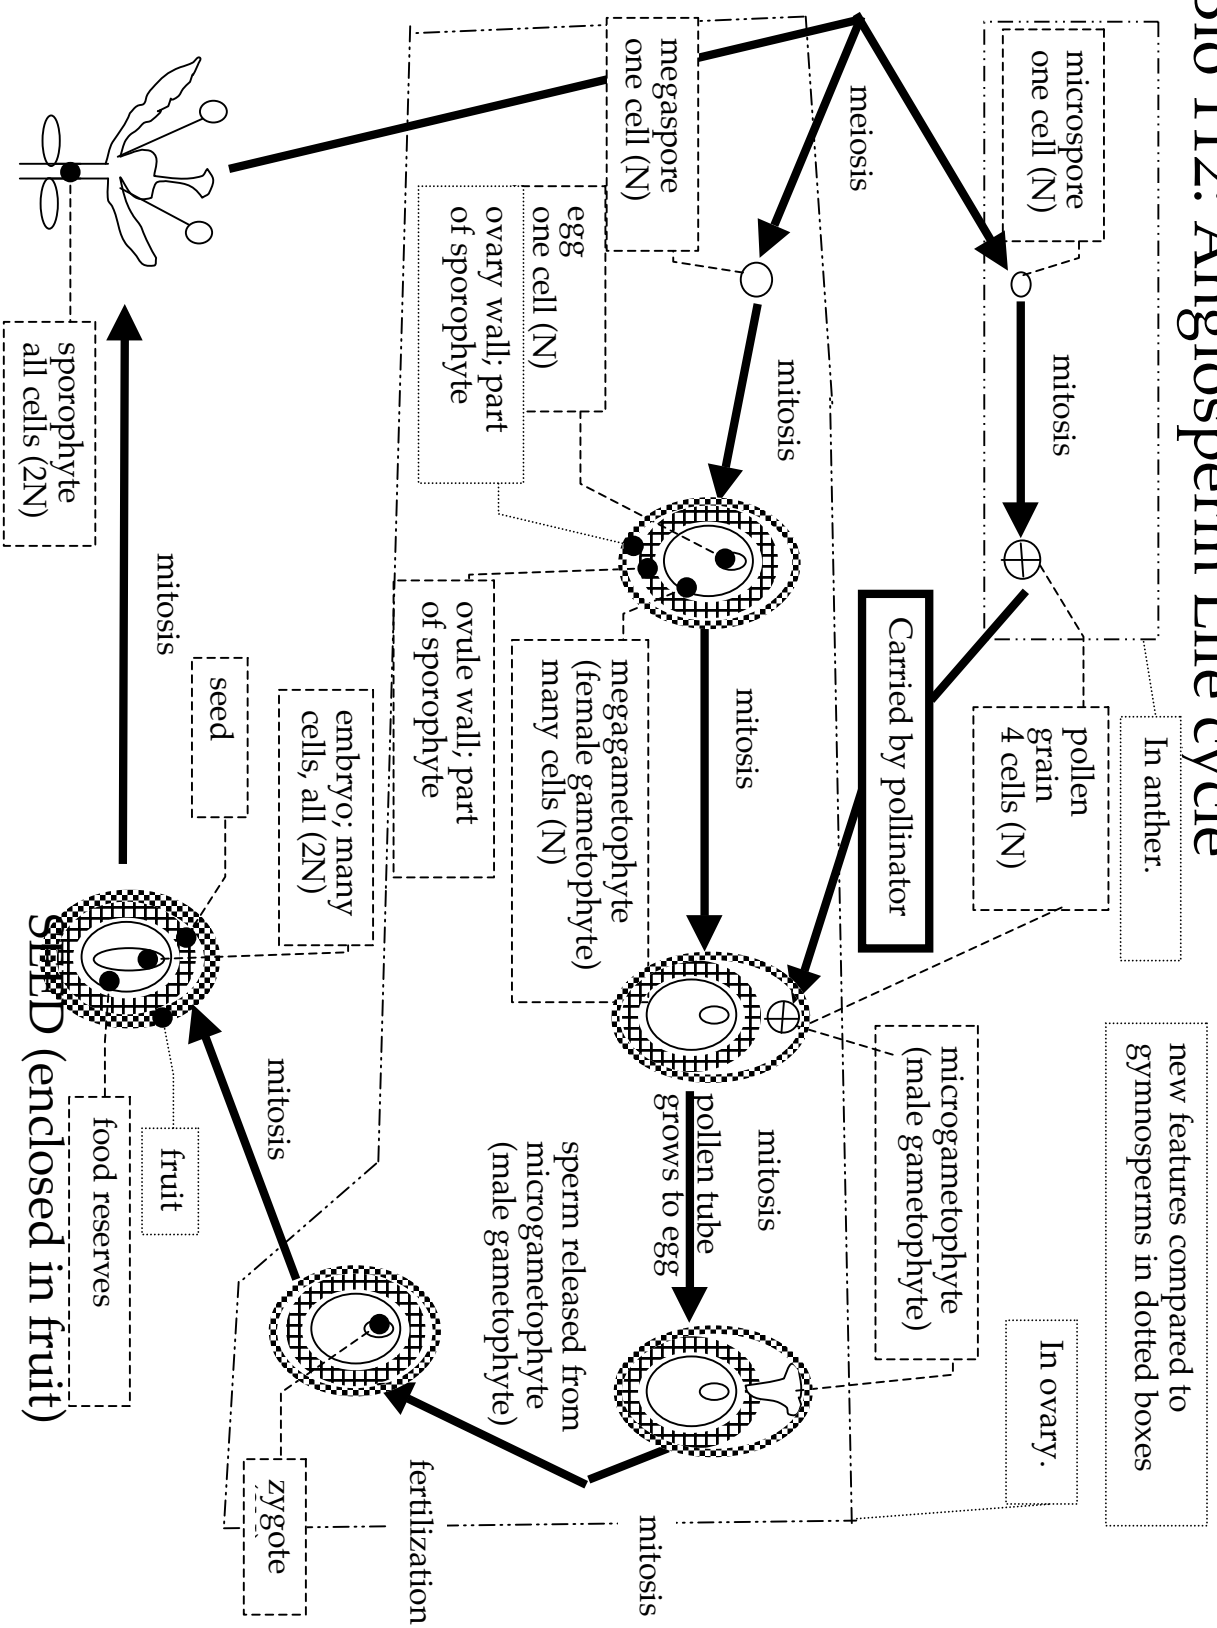 Bio 112: Angiosperm Life cycle
microspore
one cell (N)
mitosis
In anther.
pollen
grain
4 cells (N)
new features compared to
gymnosperms in dotted boxes
In ovary.
meiosis
Carried by pollinator
microgametophyte
(male gametophyte)
megaspore
one cell (N)
mitosis
mitosis
mitosis
pollen tube
grows to egg
mitosis
egg
one cell (N)
ovary wall; part
of sporophyte
megagametophyte
(female gametophyte)
many cells (N)
ovule wall; part
of sporophyte
sperm released from
microgametophyte
(male gametophyte)
fertilization
embryo; many
cells, all (2N)
seed
mitosis
zygote
mitosis
fruit
food reserves
sporophyte
all cells (2N)
SEED (enclosed in fruit)